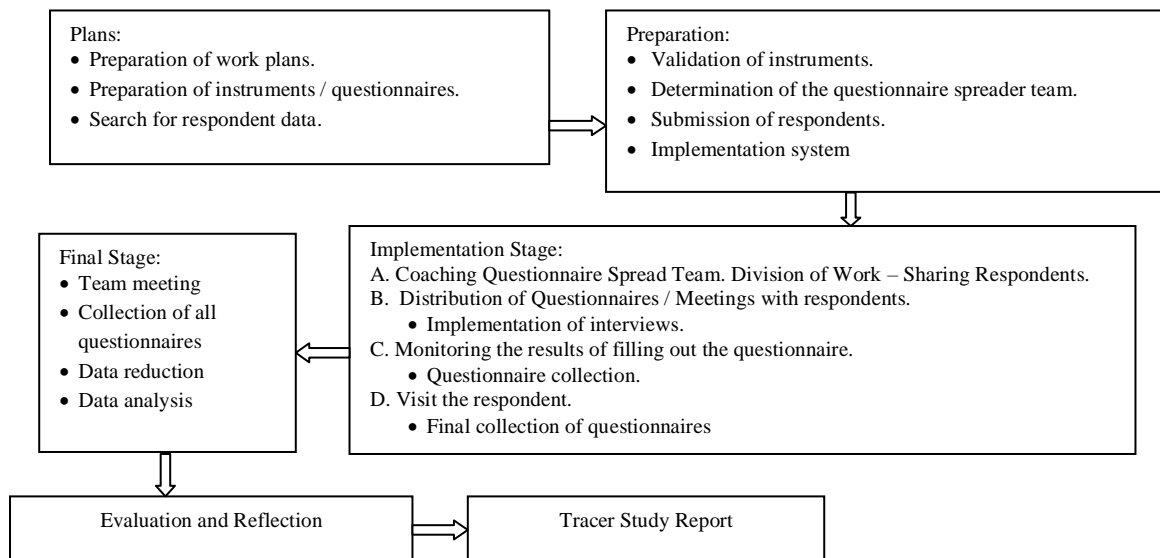 Plans:
• Preparation of work plans.
• Preparation of instruments / questionnaires.
• Search for respondent data.
Preparation:
• Validation of instruments.
• Determination of the questionnaire spreader team.
• Submission of respondents.
• Implementation system
Implementation Stage:
A. Coaching Questionnaire Spread Team. Division of Work – Sharing Respondents.
B. Distribution of Questionnaires / Meetings with respondents.
• Implementation of interviews.
C. Monitoring the results of filling out the questionnaire.
• Questionnaire collection.
D. Visit the respondent.
• Final collection of questionnaires
Final Stage:
• Team meeting
• Collection of all
questionnaires
• Data reduction
• Data analysis
Evaluation and Reflection
Tracer Study Report